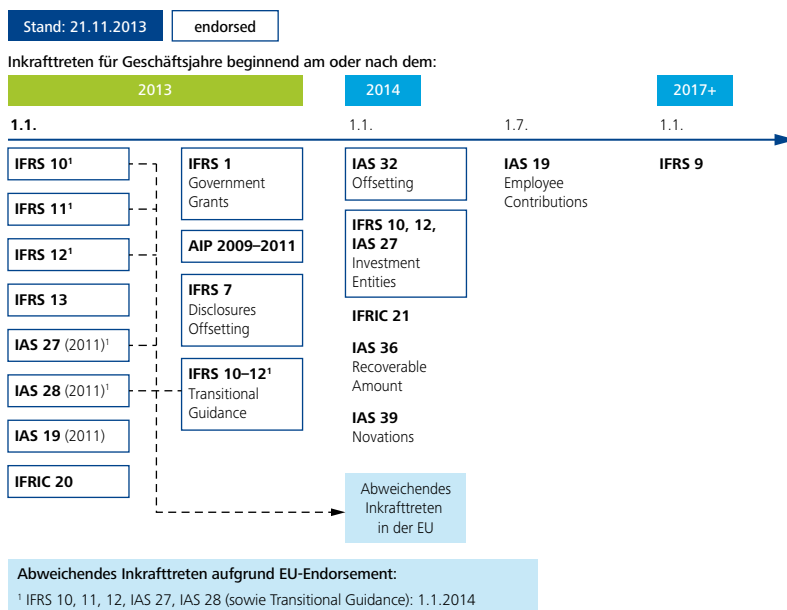 Stand: 21.11.2013
endorsed
Inkrafttreten für Geschäftsjahre beginnend am oder nach dem:
2013
2014
2017+
1.1.
1.1.
1.7.
1.1.
IFRS 10¹
IFRS 11¹
IFRS 12¹
IFRS 13
IAS 27 (2011)¹
IAS 28 (2011)¹
IAS 19 (2011)
IFRIC 20
IFRS 1
Government
Grants
AIP 2009–2011
IFRS 7
Disclosures
Offsetting
IFRS 10–12¹
Transitional
Guidance
IAS 32
Offsetting
IFRS 10, 12,
IAS 27
Investment
Entities
IFRIC 21
IAS 36
Recoverable
Amount
IAS 39
Novations
Abweichendes
Inkrafttreten
in der EU
IAS 19
Employee
Contributions
IFRS 9
Abweichendes Inkrafttreten aufgrund EU-Endorsement:
¹ IFRS 10, 11, 12, IAS 27, IAS 28 (sowie Transitional Guidance): 1.1.2014